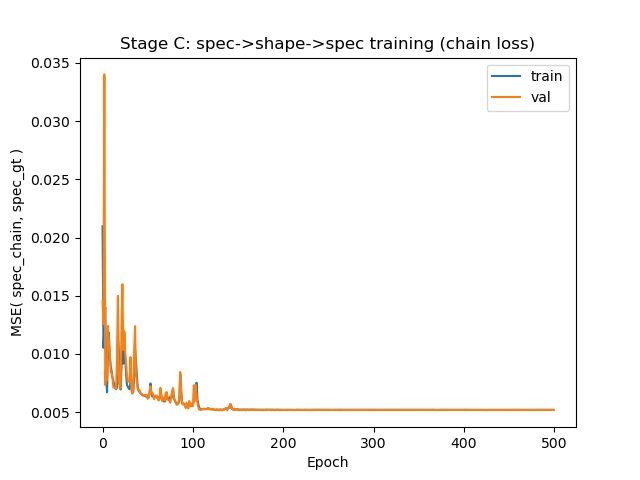 Stage C: spec->shape->spec training (chain loss)
train
val
MSE( spec_chain, spec_gt )
0.035
0.030
0.025
0.020
0.015
0.010
0.005
0
100
200
300
400
500
Epoch